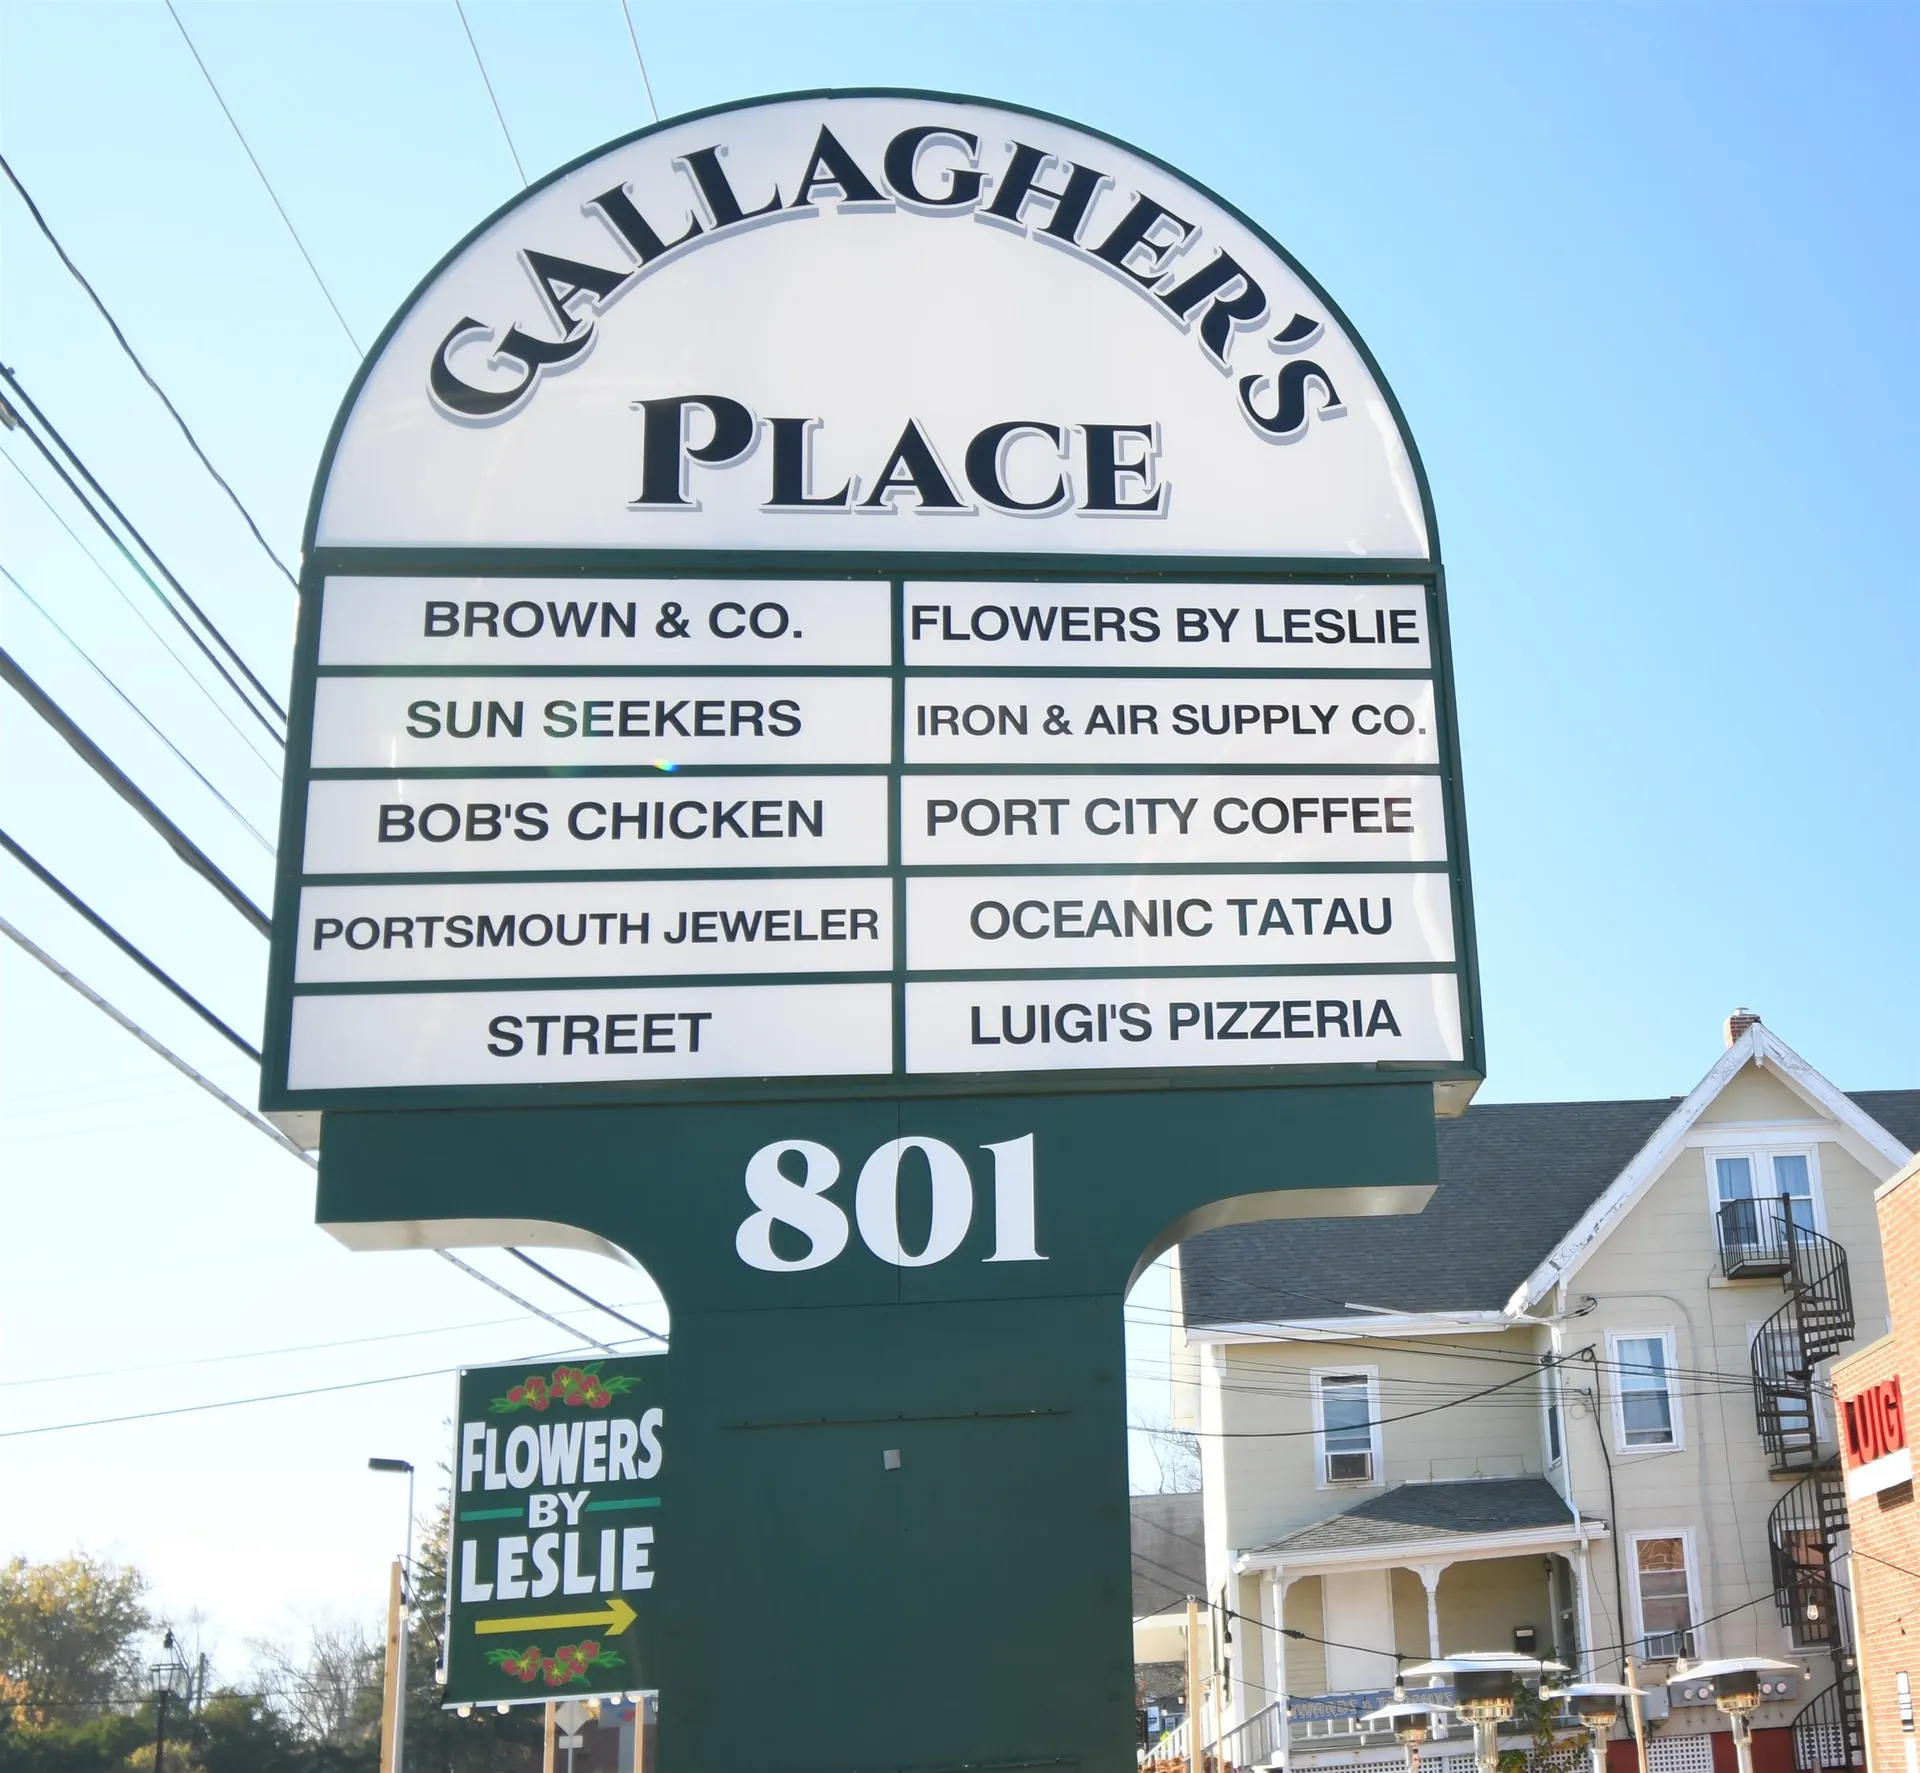 GALLAGHER'S
PLACE
BROWN & CO.
FLOWERS BY LESLIE
SUN SEEKERS
IRON & AIR SUPPLY CO.
BOB'S CHICKEN
PORT CITY COFFEE
PORTSMOUTH JEWELER
OCEANIC TATAU
STREET
LUIGI'S PIZZERIA
801
FLOWERS
BY
LESLIE
LUIGI